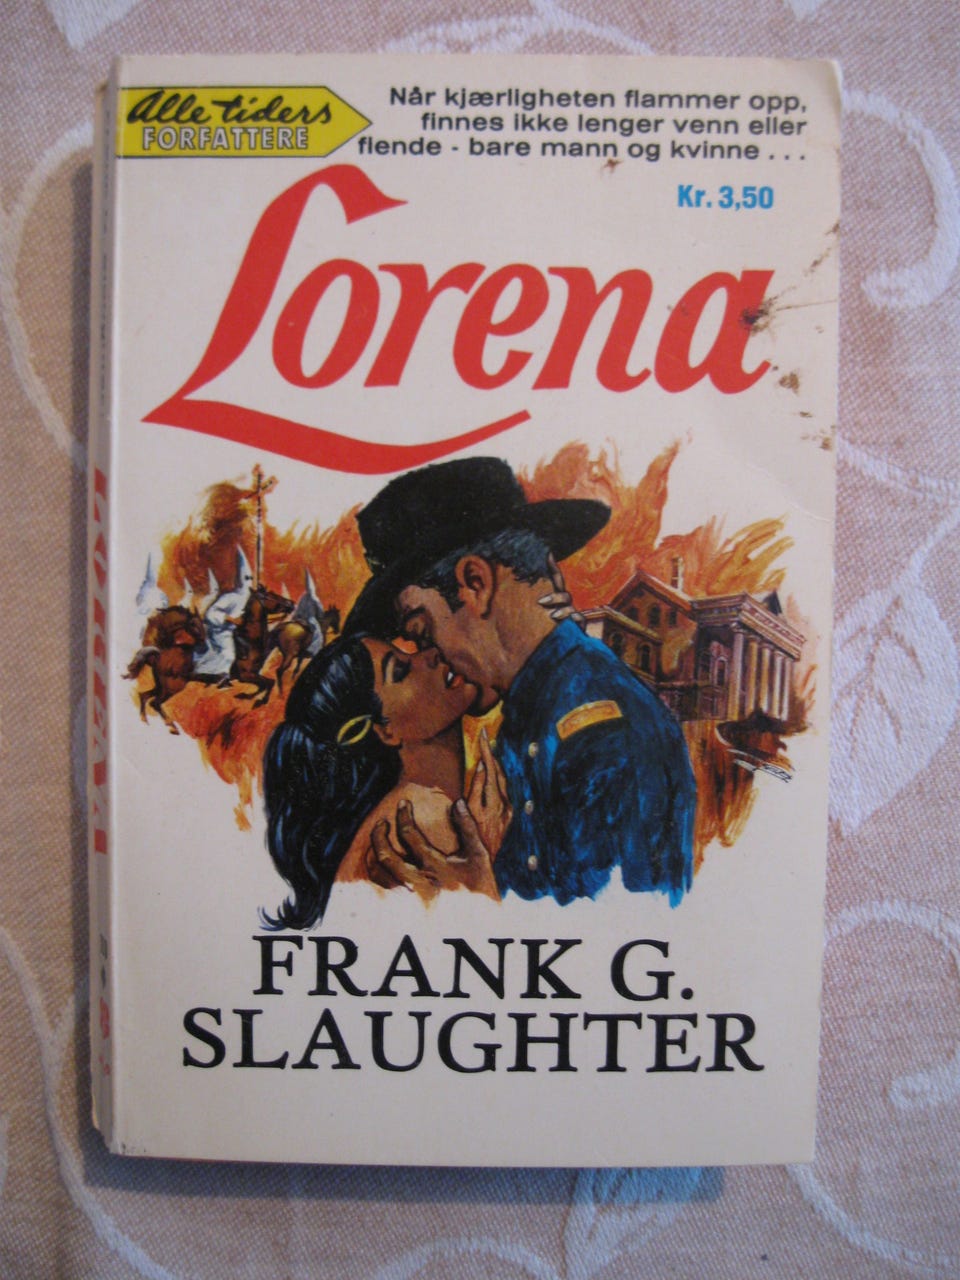 Alle tiders
FORFATTERE
Når kjærligheten flammer opp,
finnes ikke lenger venn eller
fiende - bare mann og kvinne . . .
Kr. 3,50
Lorena
FRANK G.
SLAUGHTER